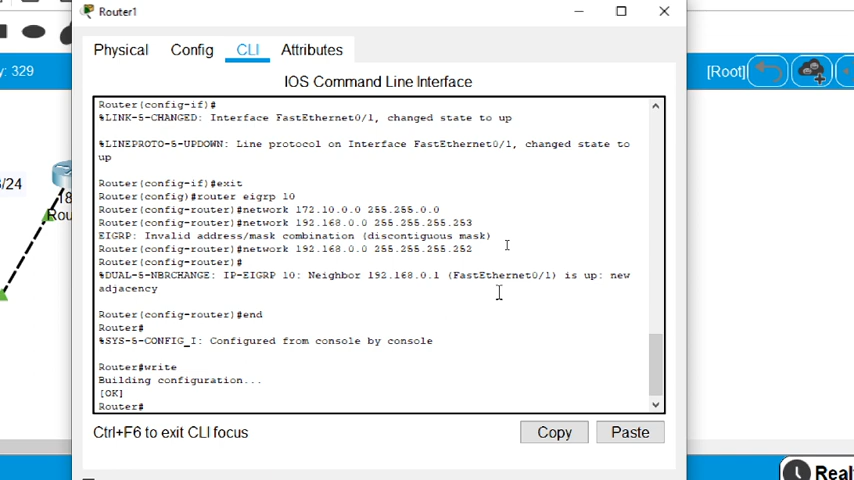 Router1
Physical Config CLI Attributes
y: 329
[Root]
IOS Command Line Interface
Router(config-if)#
%LINK-5-CHANGED: Interface FastEthernet0/1, changed state to up
%LINEPROTO-5-UPDOWN: Line protocol on Interface FastEthernet0/1, changed state to
up
Router(config-if)#exit
Router(config)#router eigrp 10
Router(config-router)#network 172.10.0.0 255.255.0.0
Router(config-router)#network 192.168.0.0 255.255.255.253
EIGRP: Invalid address/mask combination (discontiguous mask)
Router(config-router)#network 192.168.0.0 255.255.255.252
Router(config-router)#
%DUAL-5-NBRCHANGE: IP-EIGRP 10: Neighbor 192.168.0.1 (FastEthernet0/1) is up: new
adjacency
Router(config-router)#end
Router#
%SYS-5-CONFIG_I: Configured from console by console
Router#write
Building configuration...
[OK]
Router#
/24
18
Rou
Ctrl+F6 to exit CLI focus
Copy Paste
Real